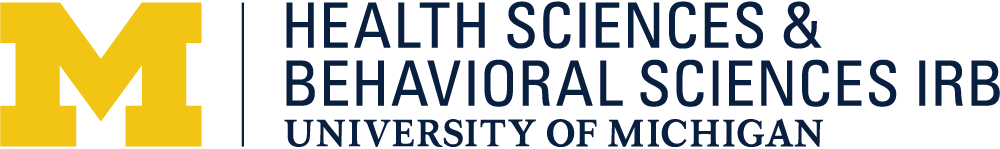 M
HEALTH SCIENCES &
BEHAVIORAL SCIENCES IRB
UNIVERSITY OF MICHIGAN